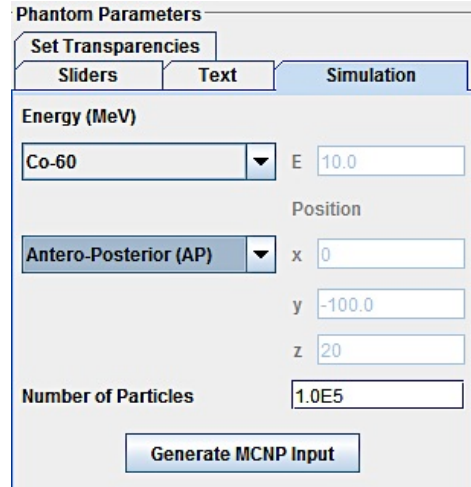 Phantom Parameters
Set Transparencies
Sliders Text Simulation
Energy (MeV)
Co-60 E 10.0
Position
Antero-Posterior (AP) x 0
y -100.0
z 20
Number of Particles 1.0E5
Generate MCNP Input